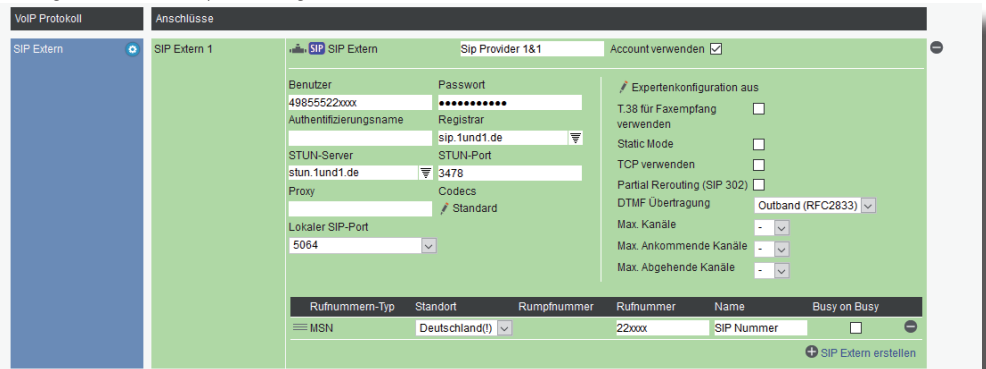 VoIP Protokoll Anschlüsse
SIP Extern SIP Extern 1 SIP SIP Extern Sip Provider 1&1 Account verwenden
Benutzer Passwort Expertenkonfiguration aus
49855522xxxx ●●●●●●●●●●● T.38 für Faxempfang verwenden
Authentifizierungsname Registrar
sip.1und1.de Static Mode
STUN-Server STUN-Port
stun.1und1.de 3478 TCP verwenden
Proxy Codecs Partial Rerouting (SIP 302)
Standard DTMF Übertragung Outband (RFC2833)
Lokaler SIP-Port Max. Kanäle -
5064 Max. Ankommende Kanäle -
Max. Abgehende Kanäle -
Rufnummern-Typ Standort Rumpfnummer Rufnummer Name Busy on Busy
MSN Deutschland(!) 22xxxx SIP Nummer
SIP Extern erstellen